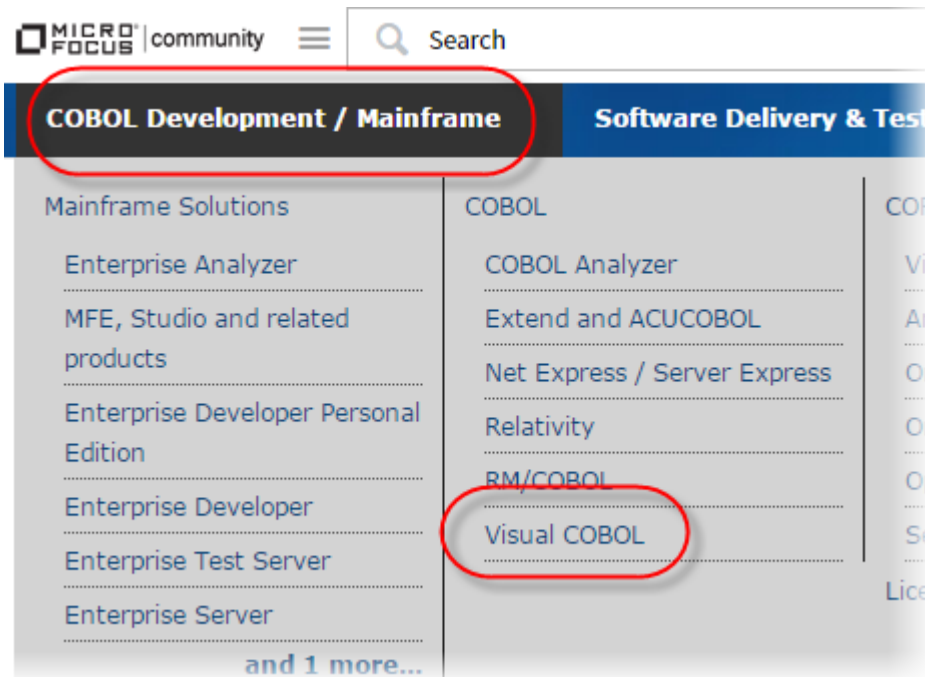 MICRO FOCUS | community
Search
COBOL Development / Mainframe
Software Delivery &
Mainframe Solutions
Enterprise Analyzer
MFE, Studio and related
products
Enterprise Developer Personal
Edition
Enterprise Developer
Enterprise Test Server
Enterprise Server
and 1 more...
COBOL
COBOL Analyzer
Extend and ACUCOBOL
Net Express / Server Express
Relativity
RM/COBOL
Visual COBOL